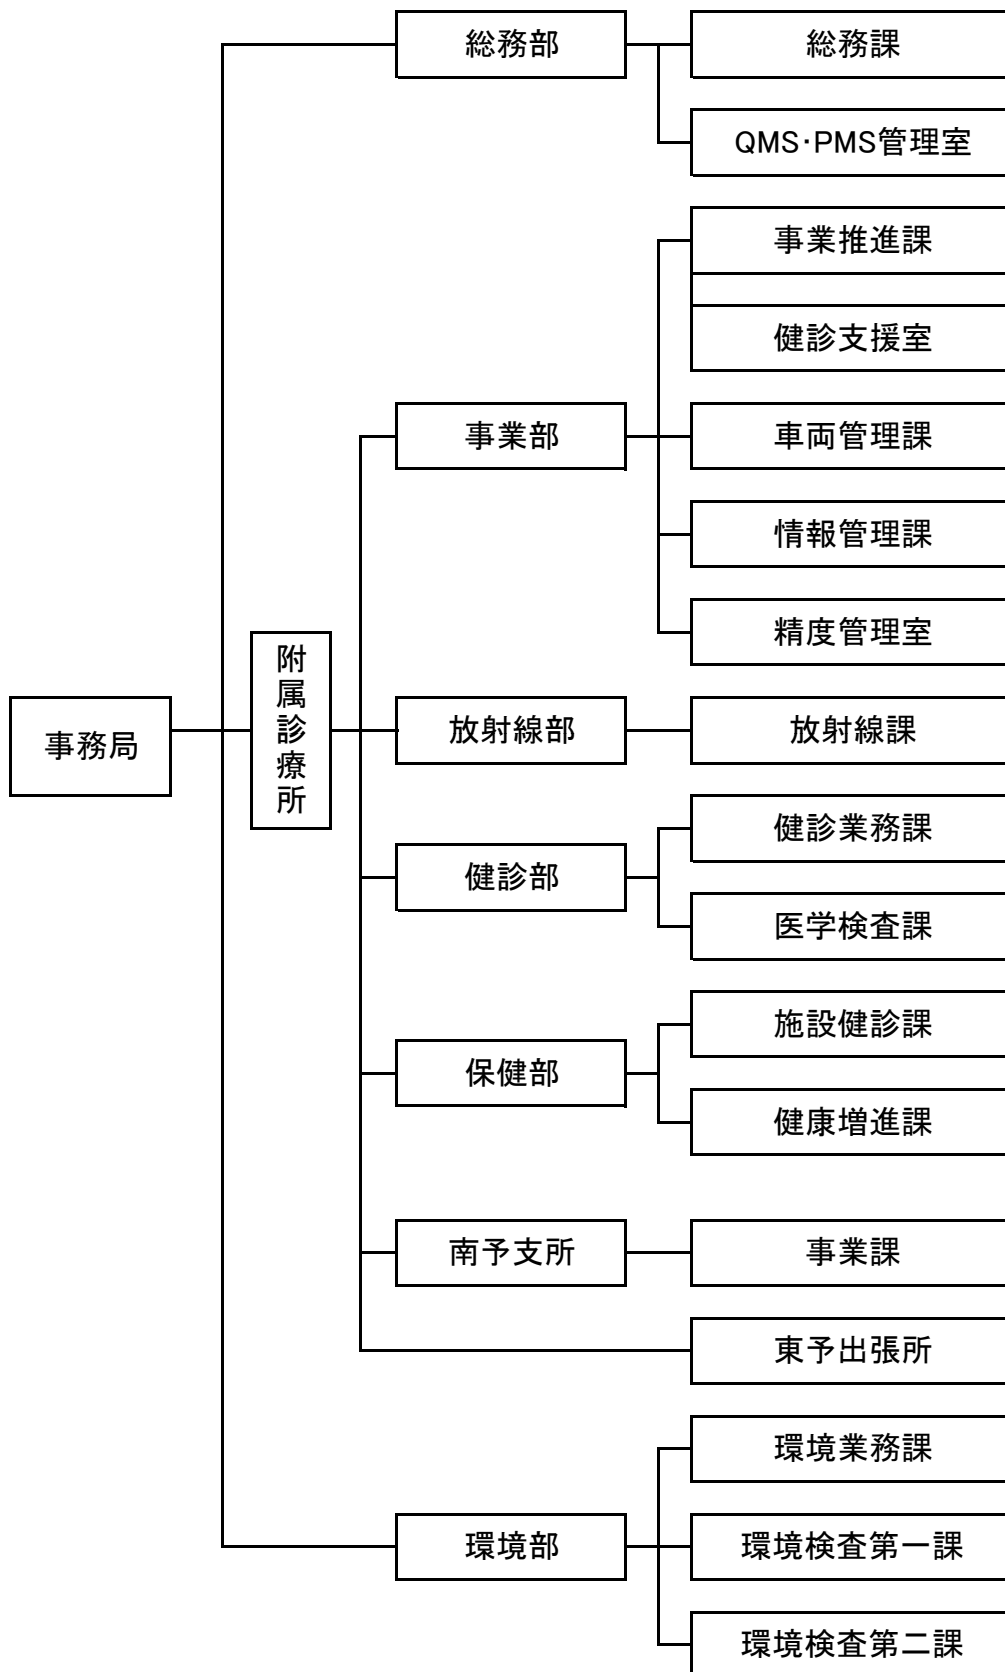 総務部
総務課
QMS・PMS管理室
事業推進課
健診支援室
事業部
車両管理課
情報管理課
精度管理室
事務局
附属診療所
放射線部
放射線課
健診部
健診業務課
医学検査課
保健部
施設健診課
健康増進課
南予支所
事業課
東予出張所
環境部
環境業務課
環境検査第一課
環境検査第二課